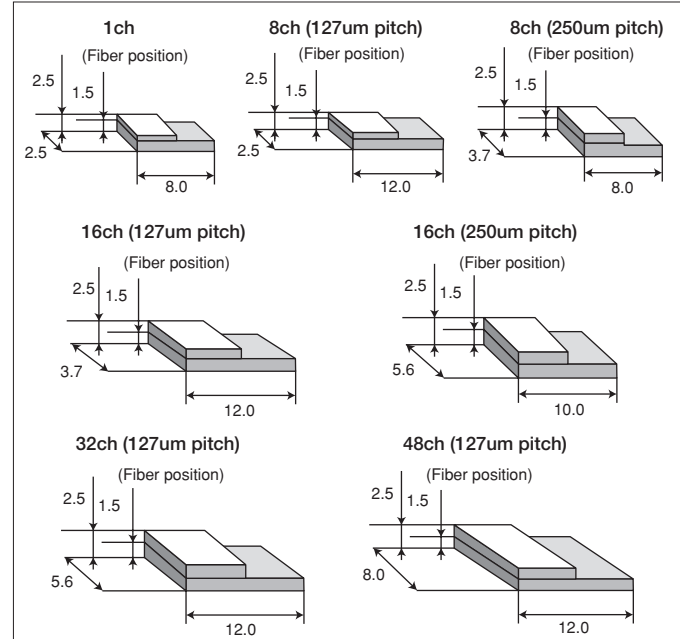 1ch
(Fiber position)
2.5
1.5
2.5
8.0
8ch (127um pitch)
(Fiber position)
2.5
1.5
2.5
12.0
8ch (250um pitch)
(Fiber position)
2.5
1.5
3.7
8.0
16ch (127um pitch)
(Fiber position)
2.5
1.5
3.7
12.0
16ch (250um pitch)
(Fiber position)
2.5
1.5
5.6
10.0
32ch (127um pitch)
(Fiber position)
2.5
1.5
5.6
12.0
48ch (127um pitch)
(Fiber position)
2.5
1.5
8.0
12.0